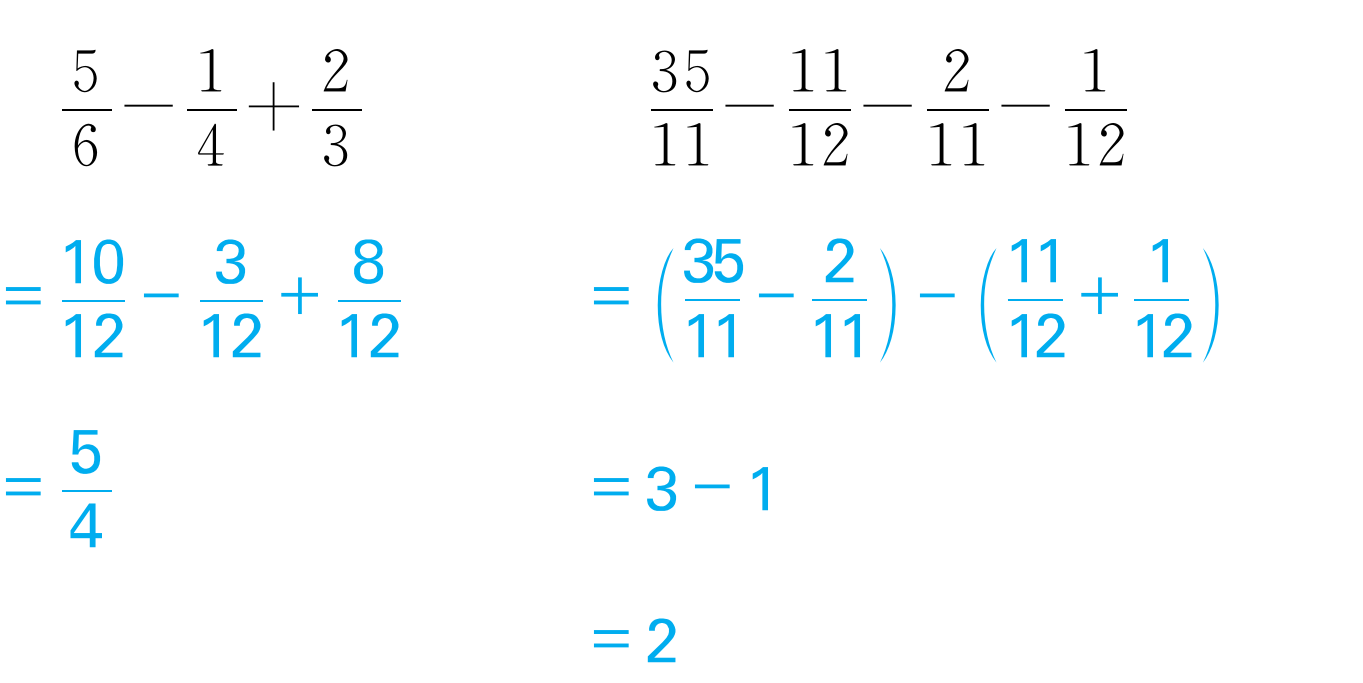 5/6 − 1/4 + 2/3
= 10/12 − 3/12 + 8/12
= 5/4
35/11 − 11/12 − 2/11 − 1/12
= (35/11 − 2/11) − (11/12 + 1/12)
= 3 − 1
= 2